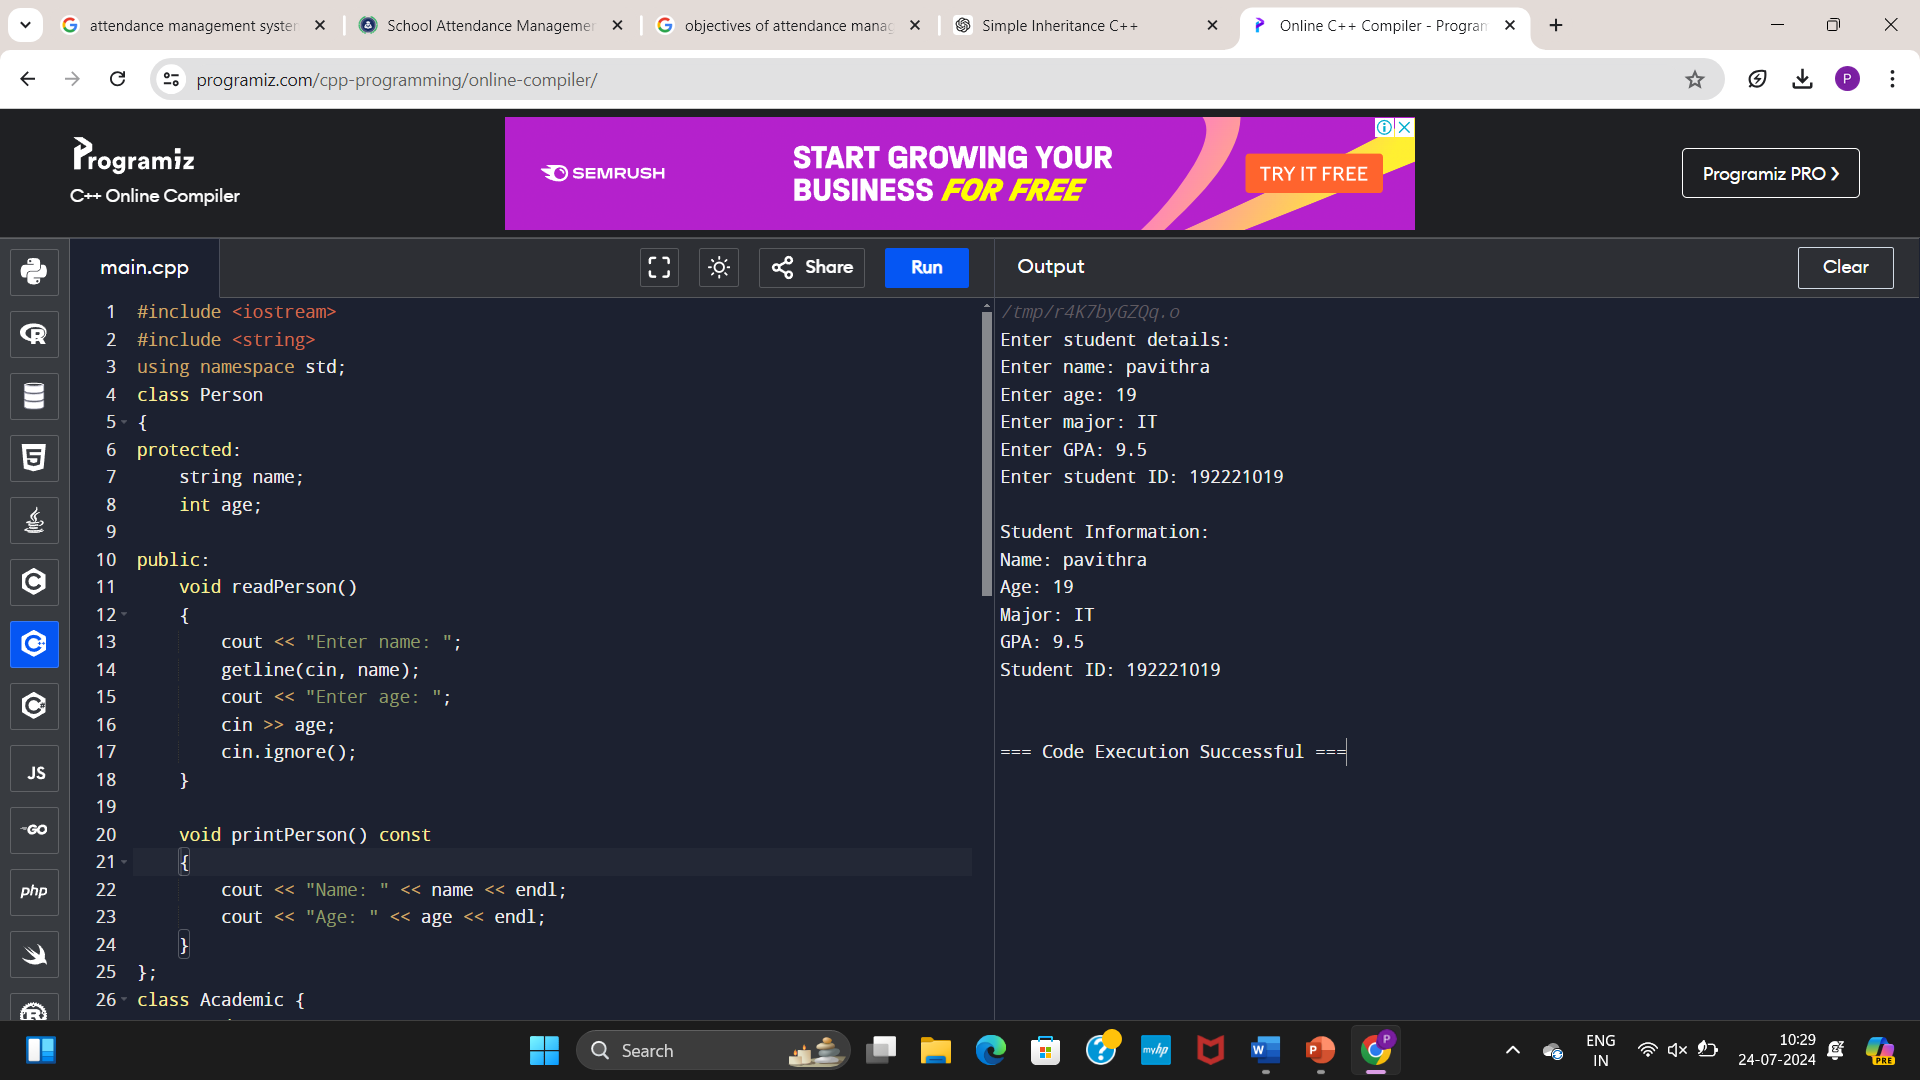 attendance management system
School Attendance Managemen
objectives of attendance manag
Simple Inheritance C++
Online C++ Compiler - Program
programiz.com/cpp-programming/online-compiler/
P
Programiz
C++ Online Compiler
SEMRUSH
START GROWING YOUR
BUSINESS FOR FREE
TRY IT FREE
Programiz PRO
main.cpp
Share
Run
Output
Clear
1 #include <iostream>
2 #include <string>
3 using namespace std;
4 class Person
5 {
6 protected:
7 string name;
8 int age;
9
10 public:
11 void readPerson()
12 {
13 cout << "Enter name: ";
14 getline(cin, name);
15 cout << "Enter age: ";
16 cin >> age;
17 cin.ignore();
18 }
19
20 void printPerson() const
21 {
22 cout << "Name: " << name << endl;
23 cout << "Age: " << age << endl;
24 }
25 };
26 class Academic {
/tmp/r4K7byGZQq.o
Enter student details:
Enter name: pavithra
Enter age: 19
Enter major: IT
Enter GPA: 9.5
Enter student ID: 192221019
Student Information:
Name: pavithra
Age: 19
Major: IT
GPA: 9.5
Student ID: 192221019
=== Code Execution Successful ===
JS
GO
php
Search
myhp
W
P
P
ENG
IN
10:29
24-07-2024
PRE